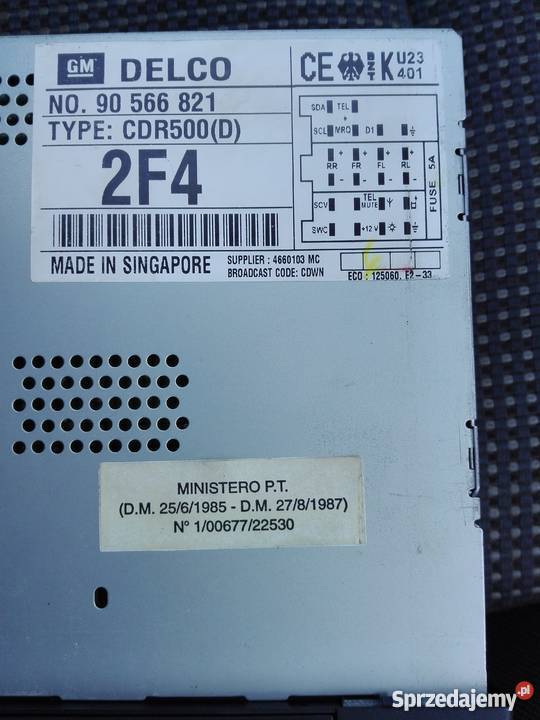 GM DELCO
NO. 90 566 821
TYPE: CDR500(D)
2F4
MADE IN SINGAPORE
SUPPLIER : 4660103 MC
BROADCAST CODE: CDWN
CE BZT K U23 401
SDA TEL +
SCL MRQ D1
+ + + +
RR FR FL RL
- - - -
SCV TEL MUTE
SWC +12 V
FUSE 5A
ECO : 125060. E2-33
MINISTERO P.T.
(D.M. 25/6/1985 - D.M. 27/8/1987)
N° 1/00677/22530
Sprzedajemy.pl